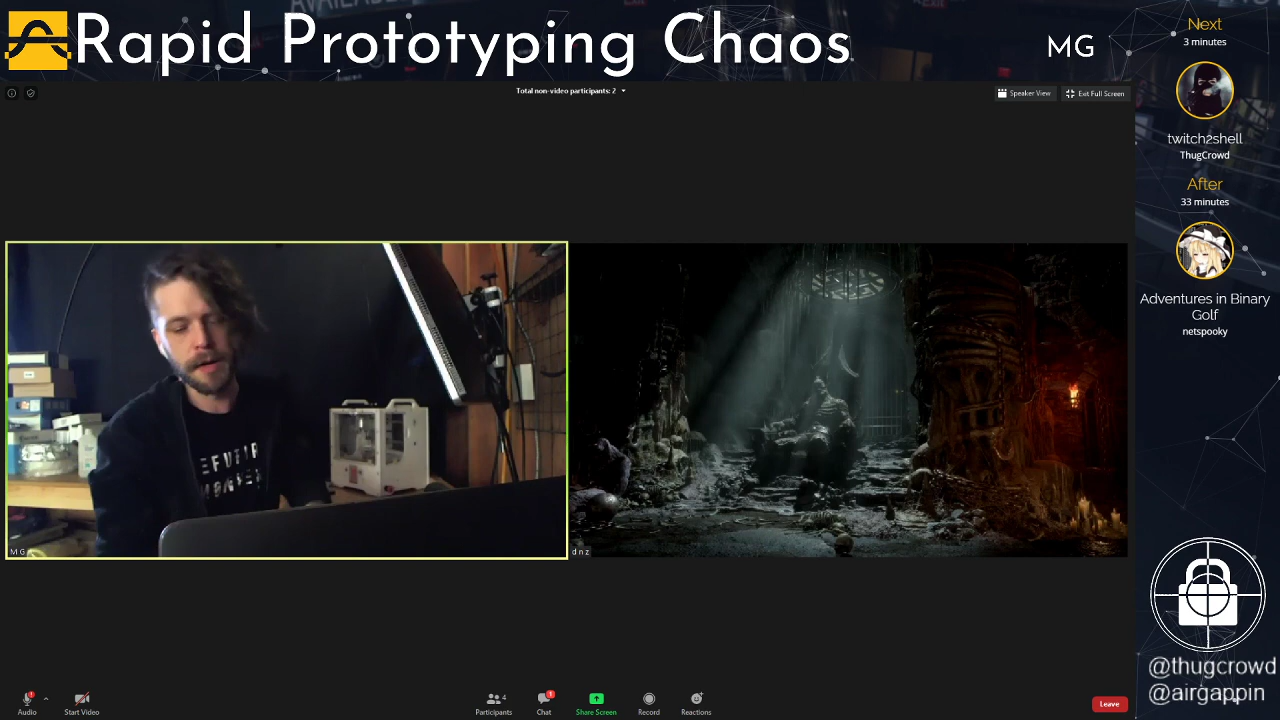 Rapid Prototyping Chaos
MG
Next
3 minutes
twitch2shell
ThugCrowd
After
33 minutes
Adventures in Binary
Golf
netspooky
Total non-video participants: 2
Speaker View
Exit Full Screen
M G
d n z
@thugcrowd
@airgappin
Audio
Start Video
Participants
4
Chat
1
Share Screen
Record
Reactions
Leave